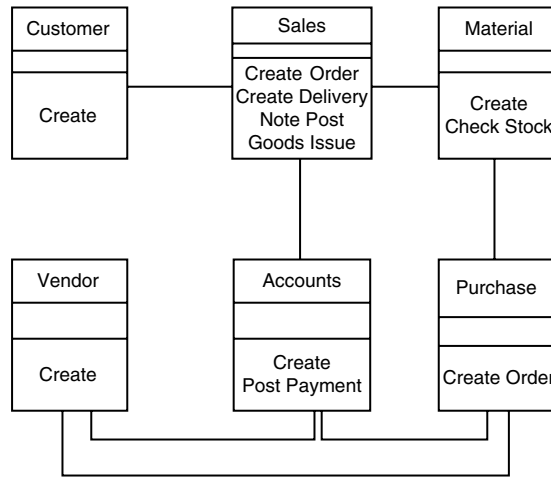 Customer
Create
Sales
Create Order
Create Delivery
Note Post
Goods Issue
Material
Create
Check Stock
Vendor
Create
Accounts
Create
Post Payment
Purchase
Create Order